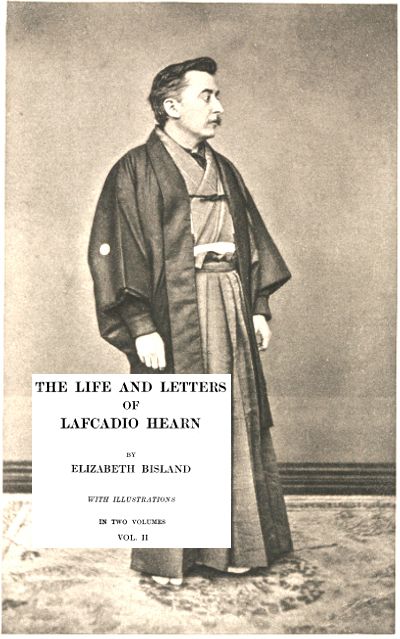 THE LIFE AND LETTERS
OF
LAFCADIO HEARN
BY
ELIZABETH BISLAND
WITH ILLUSTRATIONS
IN TWO VOLUMES
VOL. II